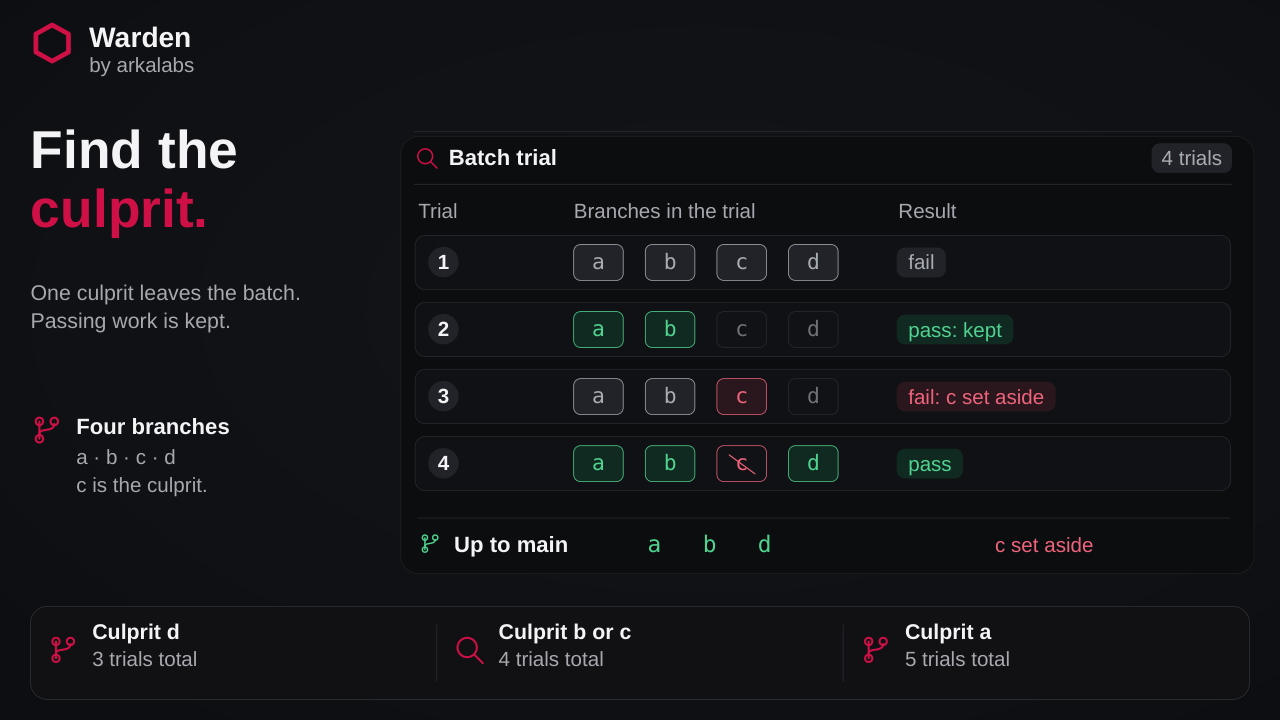 Warden
by arkalabs
Find the
culprit.
One culprit leaves the batch.
Passing work is kept.
Four branches
a · b · c · d
c is the culprit.
Batch trial
4 trials
Trial Branches in the trial Result
1 a b c d fail
2 a b c d pass: kept
3 a b c d fail: c set aside
4 a b c d pass
Up to main a b d c set aside
Culprit d
3 trials total
Culprit b or c
4 trials total
Culprit a
5 trials total